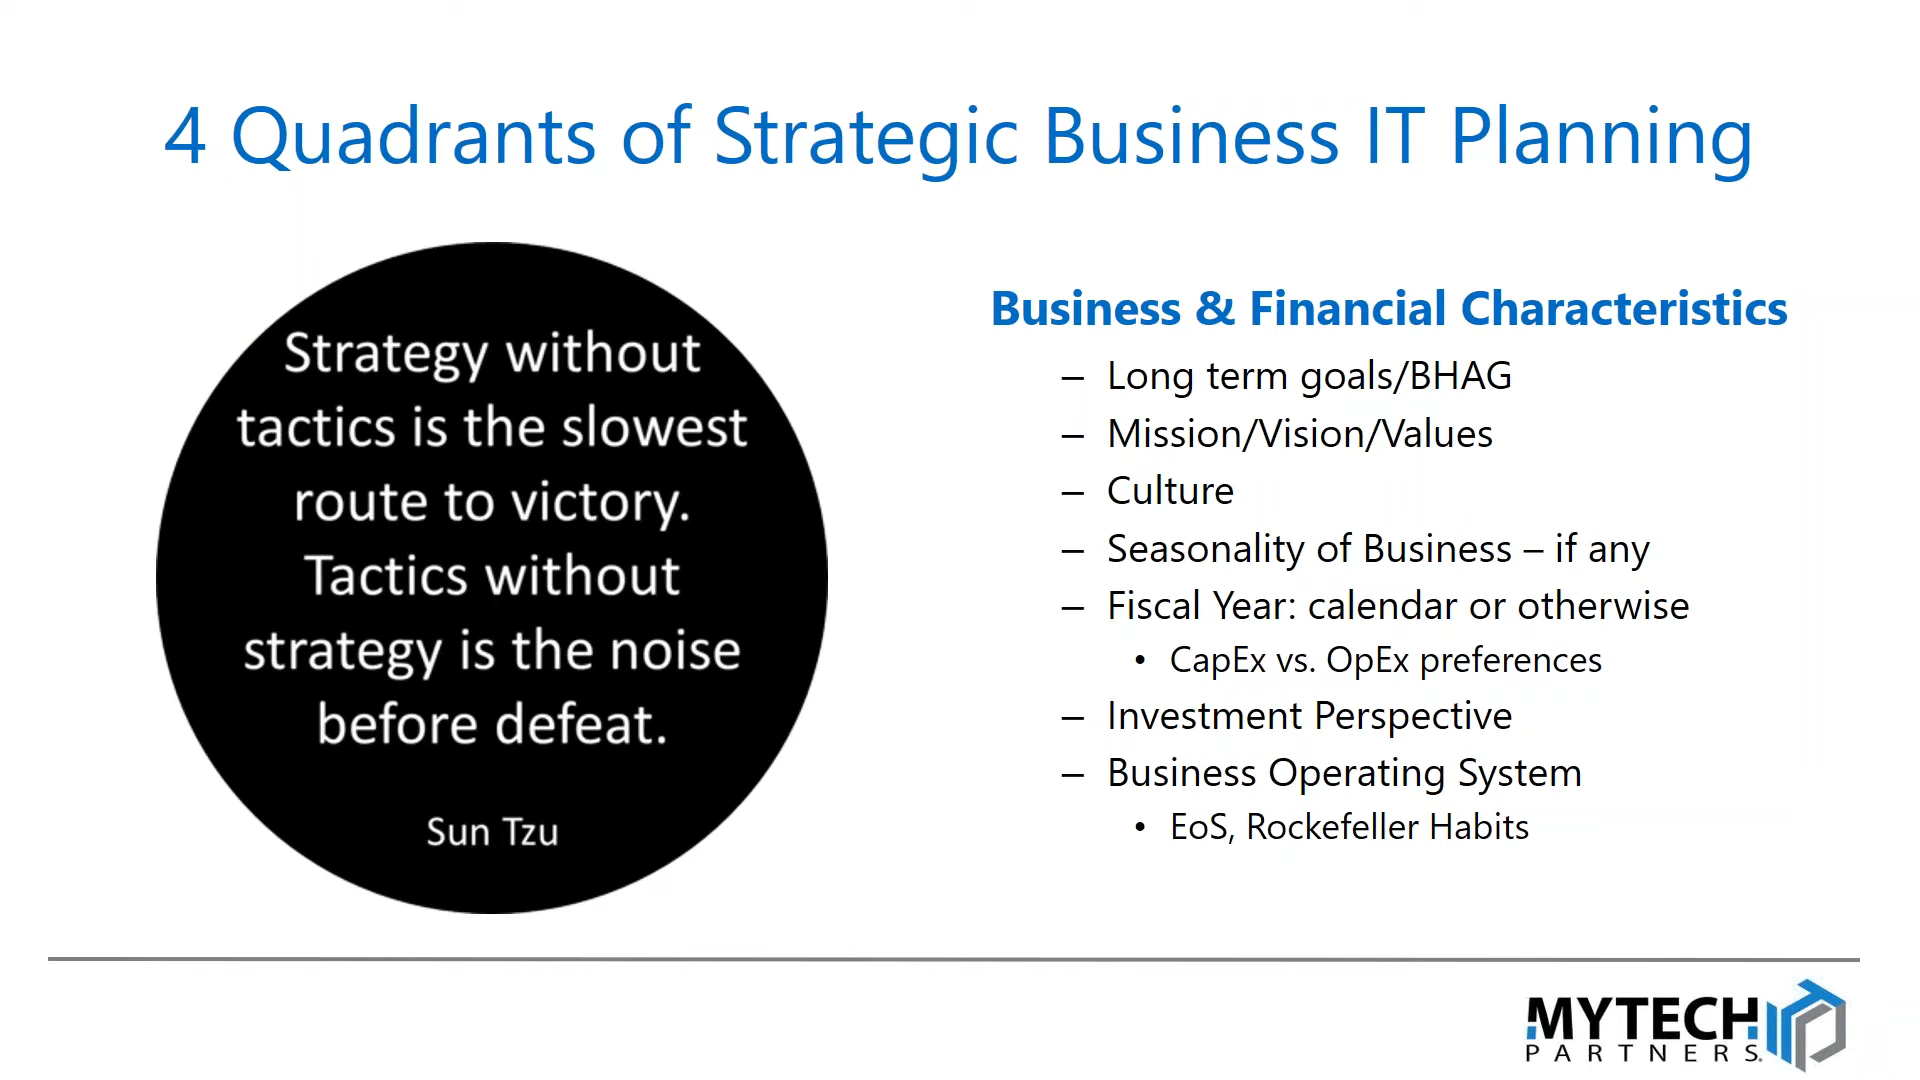 4 Quadrants of Strategic Business IT Planning
Strategy without
tactics is the slowest
route to victory.
Tactics without
strategy is the noise
before defeat.
Sun Tzu
Business & Financial Characteristics
– Long term goals/BHAG
– Mission/Vision/Values
– Culture
– Seasonality of Business – if any
– Fiscal Year: calendar or otherwise
• CapEx vs. OpEx preferences
– Investment Perspective
– Business Operating System
• EoS, Rockefeller Habits
MYTECH
PARTNERS®